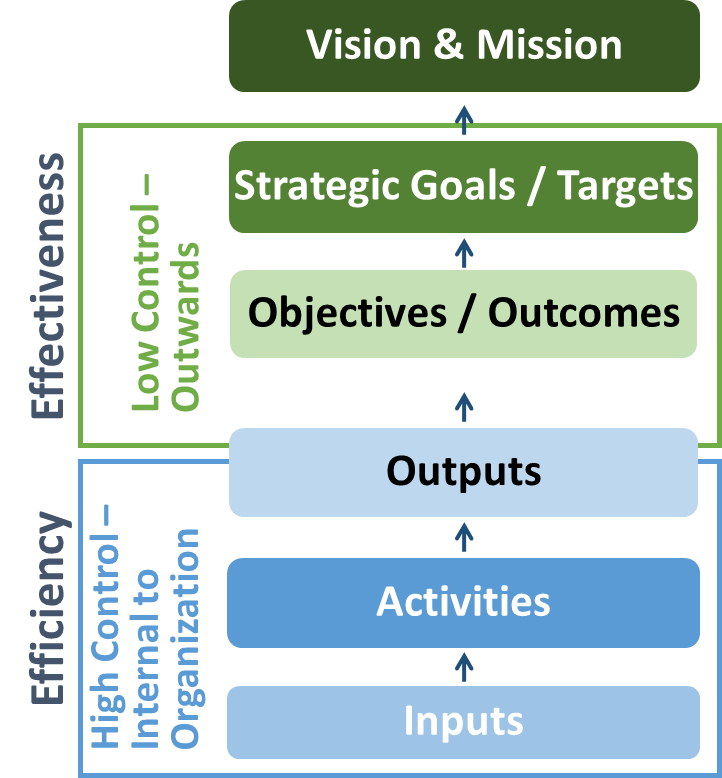 Vision & Mission
Effectiveness
Low Control –
Outwards
Strategic Goals / Targets
Objectives / Outcomes
Outputs
Efficiency
High Control –
Internal to
Organization
Activities
Inputs